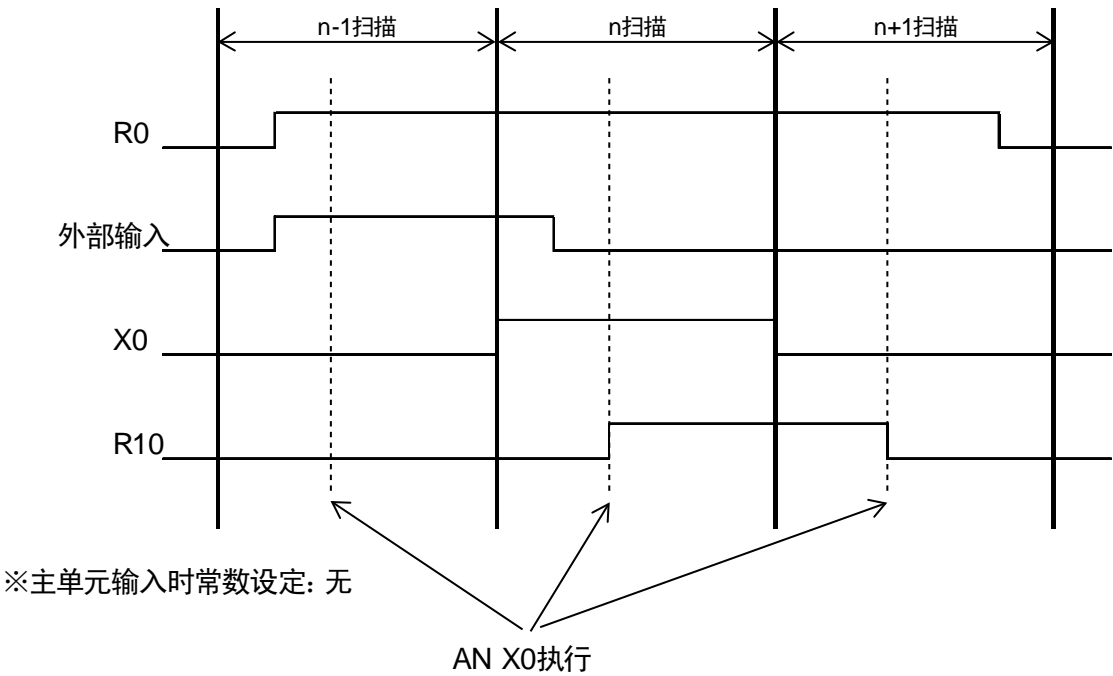 n-1扫描
n扫描
n+1扫描
R0
外部输入
X0
R10
※主单元输入时常数设定：无
AN X0执行